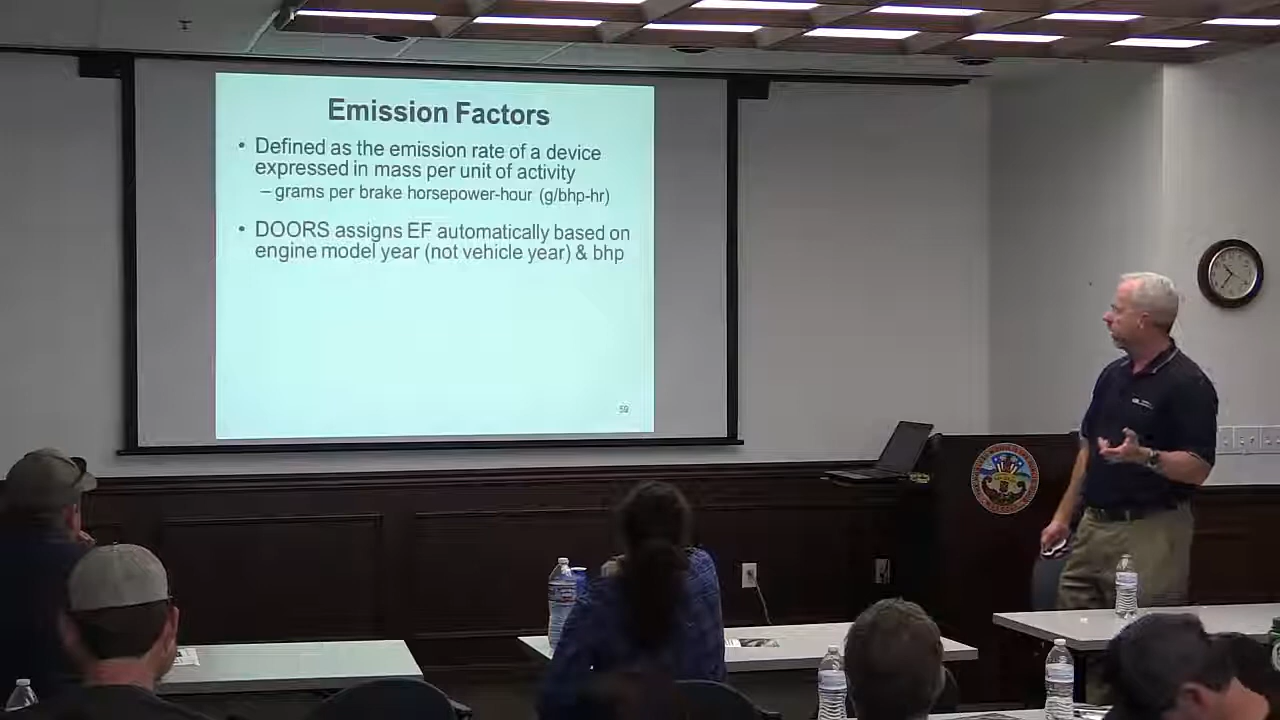 Emission Factors
• Defined as the emission rate of a device
expressed in mass per unit of activity
– grams per brake horsepower-hour (g/bhp-hr)
• DOORS assigns EF automatically based on
engine model year (not vehicle year) & bhp
59